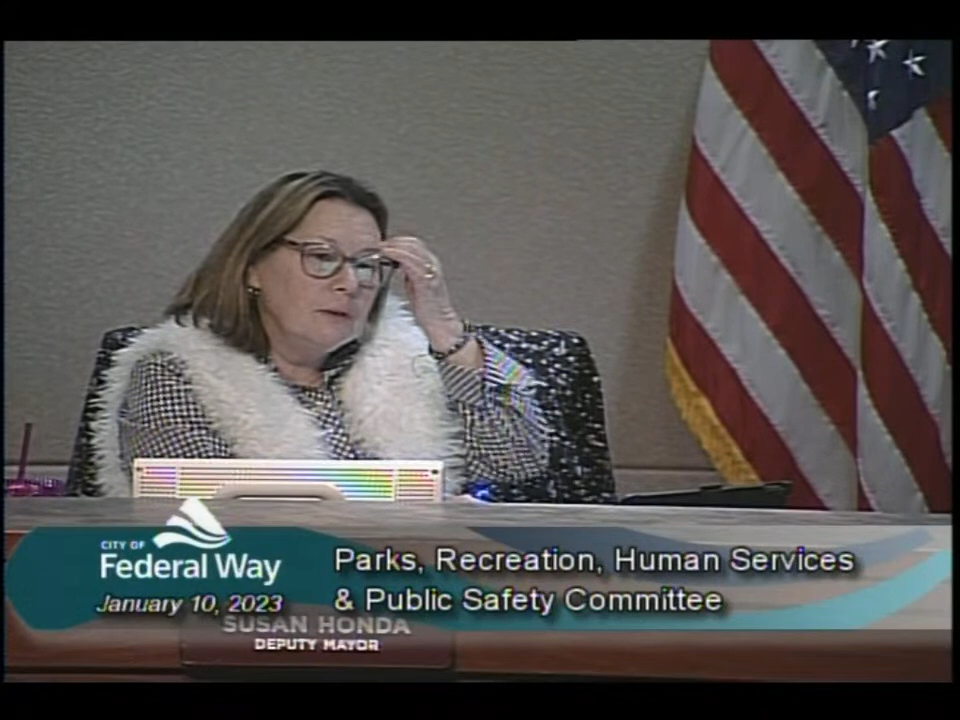 CITY OF
Federal Way
January 10, 2023
Parks, Recreation, Human Services
& Public Safety Committee
SUSAN HONDA
DEPUTY MAYOR